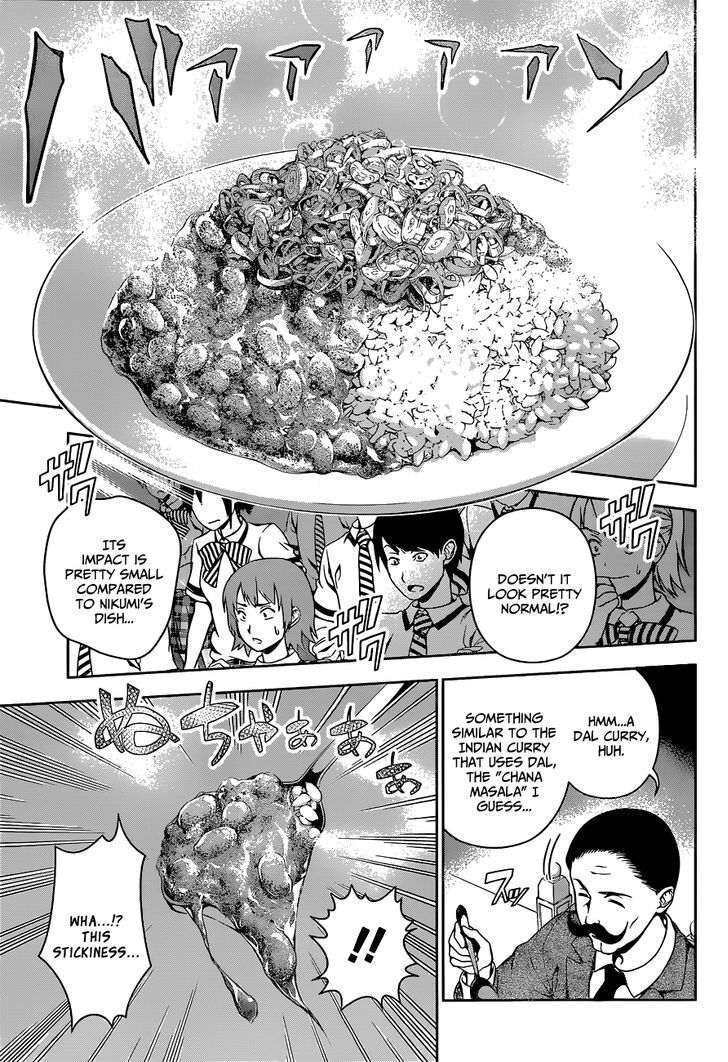 バァァァァン
ザワ
ザワ
DOESN'T IT
LOOK PRETTY
NORMAL!?
ザワ
ザワ
ITS
IMPACT IS
PRETTY SMALL
COMPARED
TO NIKUMI'S
DISH...
HMM...A
DAL CURRY,
HUH.
SOMETHING
SIMILAR TO THE
INDIAN CURRY
THAT USES DAL,
THE "CHANA
MASALA" I
GUESS...
スッ
ぬちゃぁぁぁ
!!
WHA...!?
THIS
STICKINESS...